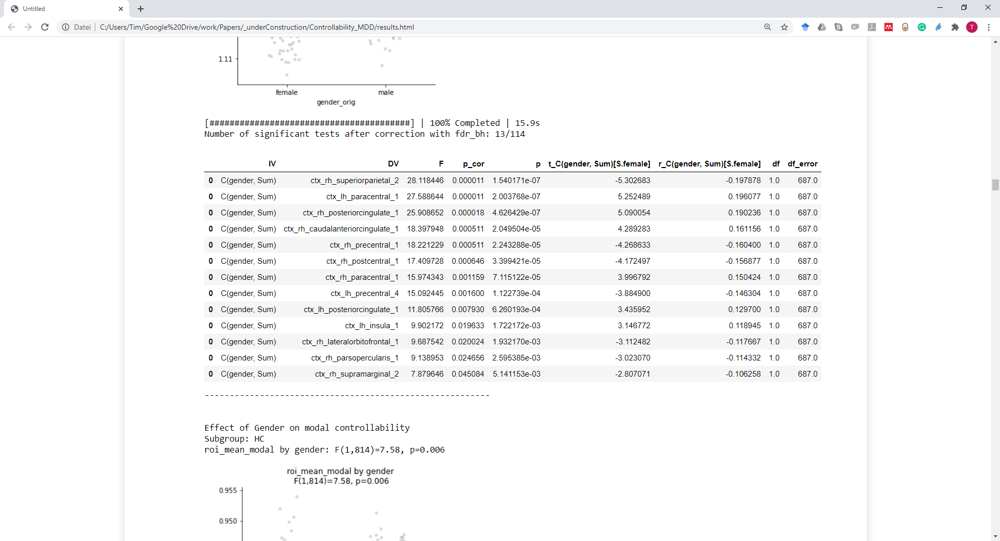 Untitled
Datei | C:/Users/Tim/Google%20Drive/work/Papers/_underConstruction/Controllability_MDD/results.html
T
1.11
female male
gender_orig
[########################################] | 100% Completed | 15.9s
Number of significant tests after correction with fdr_bh: 13/114
IV DV F p_cor p t_C(gender, Sum)[S.female] r_C(gender, Sum)[S.female] df df_error
0 C(gender, Sum) ctx_rh_superiorparietal_2 28.118446 0.000011 1.540171e-07 -5.302683 -0.197878 1.0 687.0
0 C(gender, Sum) ctx_lh_paracentral_1 27.588644 0.000011 2.003768e-07 5.252489 0.196077 1.0 687.0
0 C(gender, Sum) ctx_rh_posteriorcingulate_1 25.908652 0.000018 4.626429e-07 5.090054 0.190236 1.0 687.0
0 C(gender, Sum) ctx_rh_caudalanteriorcingulate_1 18.397948 0.000511 2.049504e-05 4.289283 0.161156 1.0 687.0
0 C(gender, Sum) ctx_rh_precentral_1 18.221229 0.000511 2.243288e-05 -4.268633 -0.160400 1.0 687.0
0 C(gender, Sum) ctx_rh_postcentral_1 17.409728 0.000646 3.399421e-05 -4.172497 -0.156877 1.0 687.0
0 C(gender, Sum) ctx_rh_paracentral_1 15.974343 0.001159 7.115122e-05 3.996792 0.150424 1.0 687.0
0 C(gender, Sum) ctx_lh_precentral_4 15.092445 0.001600 1.122739e-04 -3.884900 -0.146304 1.0 687.0
0 C(gender, Sum) ctx_lh_posteriorcingulate_1 11.805766 0.007930 6.260193e-04 3.435952 0.129700 1.0 687.0
0 C(gender, Sum) ctx_lh_insula_1 9.902172 0.019633 1.722172e-03 3.146772 0.118945 1.0 687.0
0 C(gender, Sum) ctx_rh_lateralorbitofrontal_1 9.687542 0.020024 1.932170e-03 -3.112482 -0.117667 1.0 687.0
0 C(gender, Sum) ctx_rh_parsopercularis_1 9.138953 0.024656 2.595385e-03 -3.023070 -0.114332 1.0 687.0
0 C(gender, Sum) ctx_rh_supramarginal_2 7.879646 0.045084 5.141153e-03 -2.807071 -0.106258 1.0 687.0
---------------------------------------------------------
Effect of Gender on modal controllability
Subgroup: HC
roi_mean_modal by gender: F(1,814)=7.58, p=0.006
roi_mean_modal by gender
F(1,814)=7.58, p=0.006
0.955
0.950